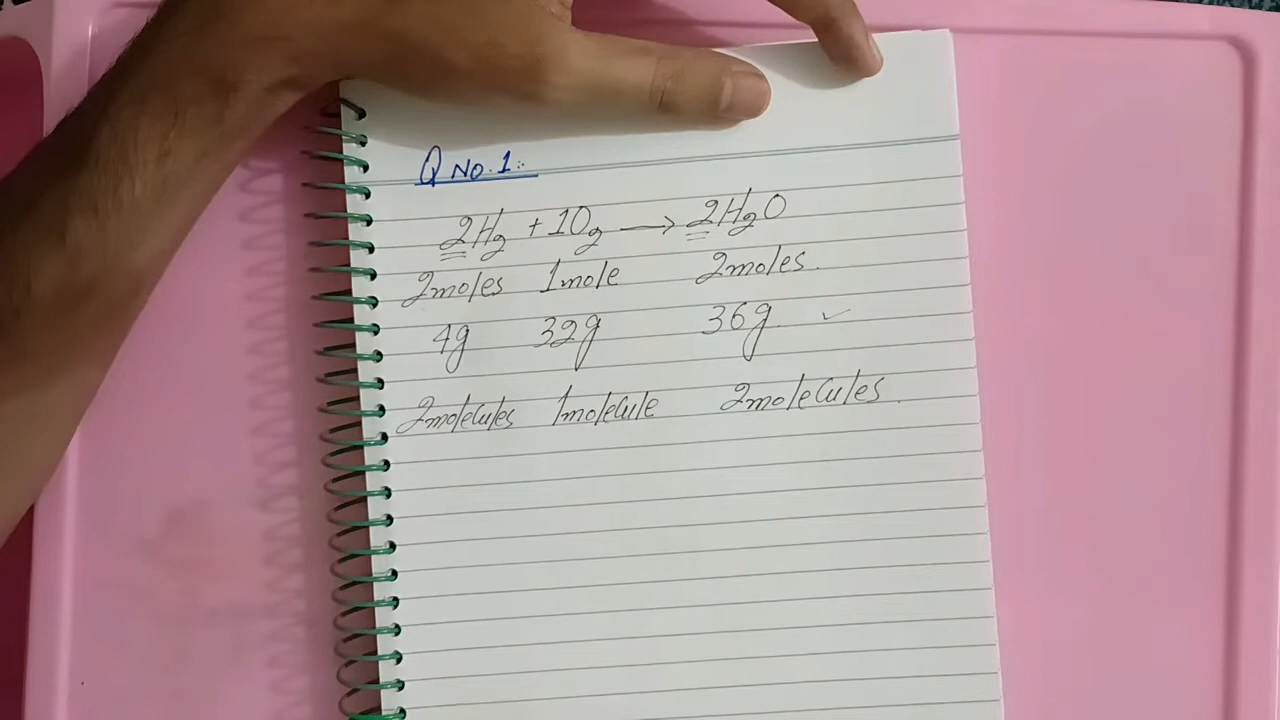 Q No. 1:
2H2 + 1O2 → 2H2O
2moles 1mole 2moles.
4g 32g 36g. ✓
2molecules 1molecule 2molecules.